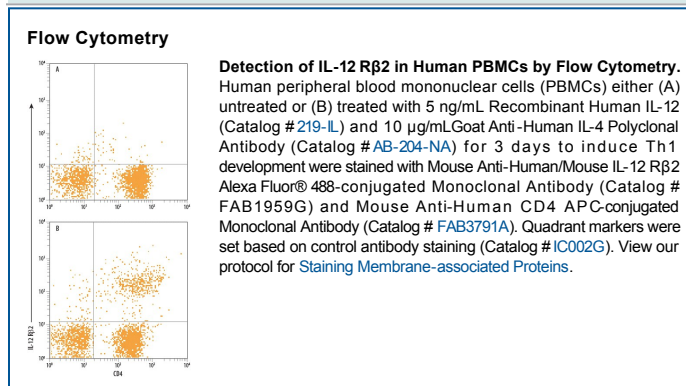 Flow Cytometry
Detection of IL-12 Rβ2 in Human PBMCs by Flow Cytometry.
Human peripheral blood mononuclear cells (PBMCs) either (A)
untreated or (B) treated with 5 ng/mL Recombinant Human IL-12
(Catalog # 219-IL) and 10 µg/mLGoat Anti-Human IL-4 Polyclonal
Antibody (Catalog # AB-204-NA) for 3 days to induce Th1
development were stained with Mouse Anti-Human/Mouse IL-12 Rβ2
Alexa Fluor® 488-conjugated Monoclonal Antibody (Catalog #
FAB1959G) and Mouse Anti-Human CD4 APC-conjugated
Monoclonal Antibody (Catalog # FAB3791A). Quadrant markers were
set based on control antibody staining (Catalog # IC002G). View our
protocol for Staining Membrane-associated Proteins.
A
B
IL-12 Rβ2
CD4